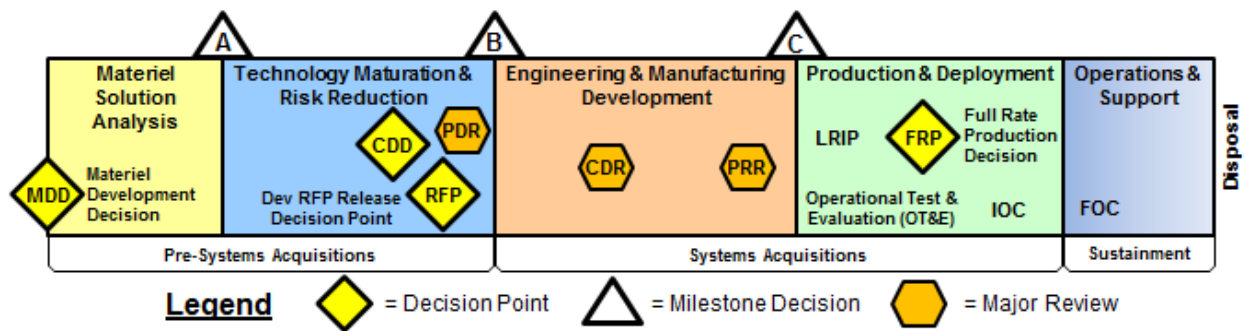 A
B
C
Materiel
Solution
Analysis
MDD
Materiel
Development
Decision
Technology Maturation &
Risk Reduction
CDD
PDR
Dev RFP Release
Decision Point
RFP
Engineering & Manufacturing
Development
CDR
PRR
Production & Deployment
LRIP
FRP
Full Rate
Production
Decision
Operational Test &
Evaluation (OT&E)
IOC
Operations &
Support
FOC
Disposal
Pre-Systems Acquisitions
Systems Acquisitions
Sustainment
Legend
= Decision Point
= Milestone Decision
= Major Review